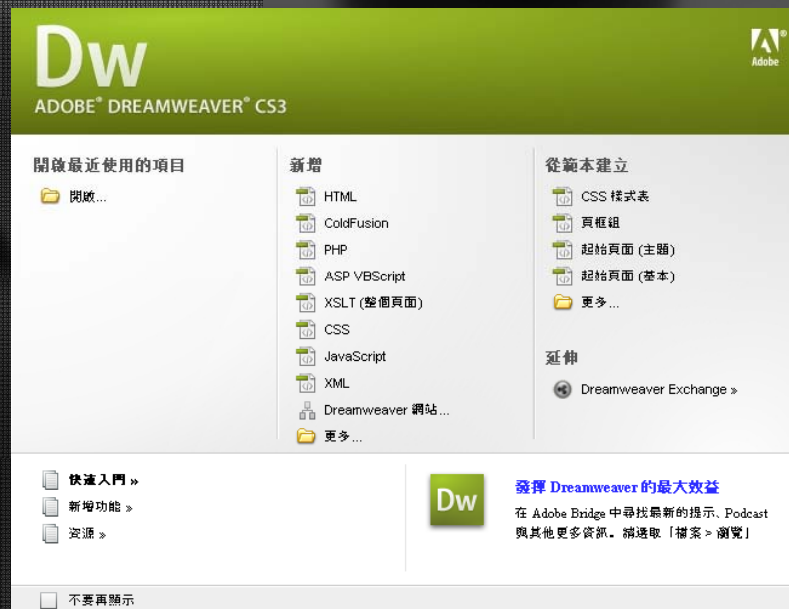 Dw
Adobe
ADOBE® DREAMWEAVER® CS3
開啟最近使用的項目
開啟...
新增
HTML
ColdFusion
PHP
ASP VBScript
XSLT (整個頁面)
CSS
JavaScript
XML
Dreamweaver 網站...
更多...
從範本建立
CSS 樣式表
頁框組
起始頁面 (主題)
起始頁面 (基本)
更多...
延伸
Dreamweaver Exchange »
快速入門 »
新增功能 »
資源 »
Dw
發揮 Dreamweaver 的最大效益
在 Adobe Bridge 中尋找最新的提示、Podcast
與其他更多資訊。請選取「檔案 > 瀏覽」
不要再顯示